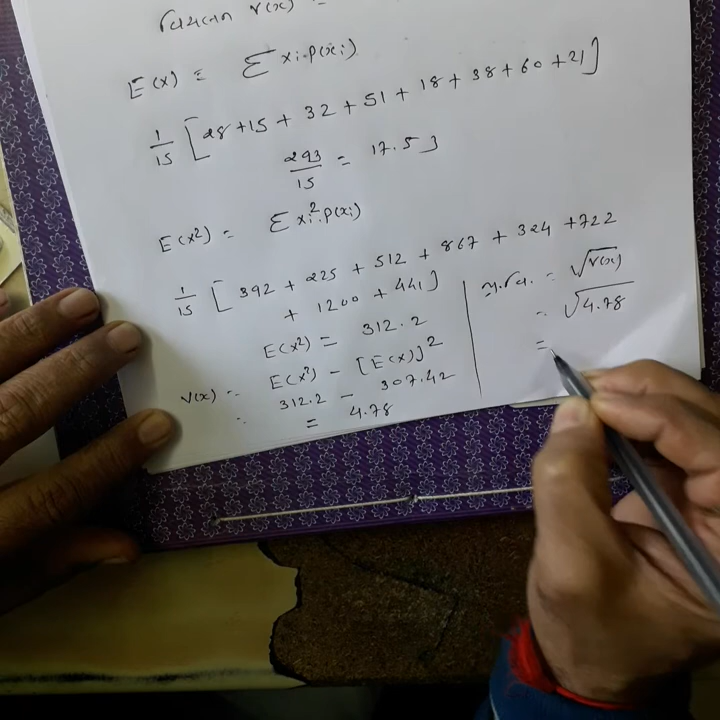 V(x) =
E(x) = Σ xi.p(xi)
1/15 [28+15+32+51+18+38+60+21]
293/15 = 17.53
E(x²) = Σ xi².p(xi)
1/15 [392 + 225 + 512 + 867 + 324 + 722
+ 1200 + 441]
E(x²) = 312.2
V(x) = E(x²) - [E(x)]²
: 312.2 - 307.42
= 4.78
= √V(x)
= √4.78
=